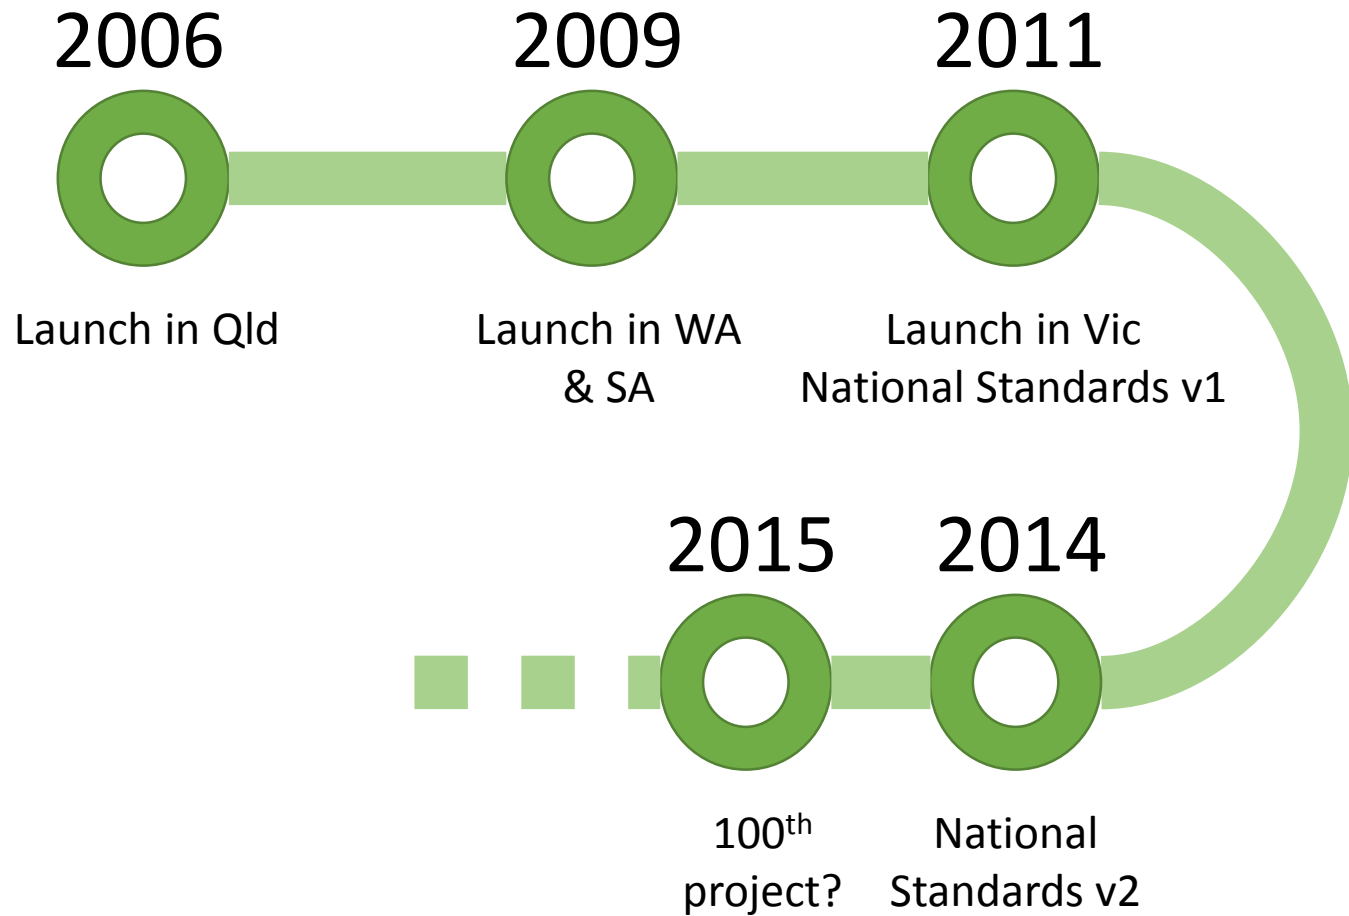 2006
2009
2011
Launch in Qld
Launch in WA
& SA
Launch in Vic
National Standards v1
2015
2014
100th
project?
National
Standards v2